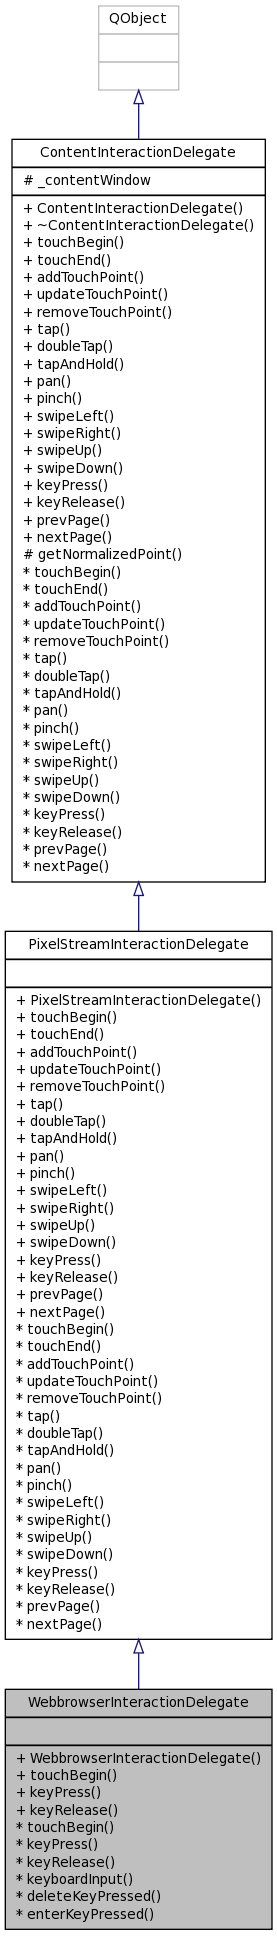 QObject
ContentInteractionDelegate
# _contentWindow
+ ContentInteractionDelegate()
+ ~ContentInteractionDelegate()
+ touchBegin()
+ touchEnd()
+ addTouchPoint()
+ updateTouchPoint()
+ removeTouchPoint()
+ tap()
+ doubleTap()
+ tapAndHold()
+ pan()
+ pinch()
+ swipeLeft()
+ swipeRight()
+ swipeUp()
+ swipeDown()
+ keyPress()
+ keyRelease()
+ prevPage()
+ nextPage()
# getNormalizedPoint()
* touchBegin()
* touchEnd()
* addTouchPoint()
* updateTouchPoint()
* removeTouchPoint()
* tap()
* doubleTap()
* tapAndHold()
* pan()
* pinch()
* swipeLeft()
* swipeRight()
* swipeUp()
* swipeDown()
* keyPress()
* keyRelease()
* prevPage()
* nextPage()
PixelStreamInteractionDelegate
+ PixelStreamInteractionDelegate()
+ touchBegin()
+ touchEnd()
+ addTouchPoint()
+ updateTouchPoint()
+ removeTouchPoint()
+ tap()
+ doubleTap()
+ tapAndHold()
+ pan()
+ pinch()
+ swipeLeft()
+ swipeRight()
+ swipeUp()
+ swipeDown()
+ keyPress()
+ keyRelease()
+ prevPage()
+ nextPage()
* touchBegin()
* touchEnd()
* addTouchPoint()
* updateTouchPoint()
* removeTouchPoint()
* tap()
* doubleTap()
* tapAndHold()
* pan()
* pinch()
* swipeLeft()
* swipeRight()
* swipeUp()
* swipeDown()
* keyPress()
* keyRelease()
* prevPage()
* nextPage()
WebbrowserInteractionDelegate
+ WebbrowserInteractionDelegate()
+ touchBegin()
+ keyPress()
+ keyRelease()
* touchBegin()
* keyPress()
* keyRelease()
* keyboardInput()
* deleteKeyPressed()
* enterKeyPressed()